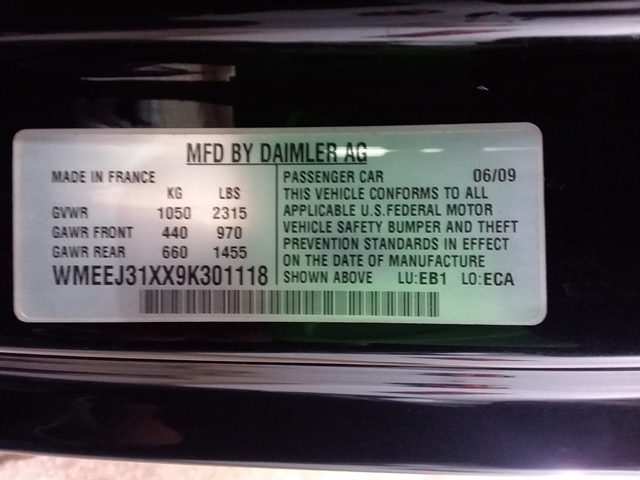 MFD BY DAIMLER AG
MADE IN FRANCE
KG LBS
GVWR 1050 2315
GAWR FRONT 440 970
GAWR REAR 660 1455
WMEEJ31XX9K301118
PASSENGER CAR 06/09
THIS VEHICLE CONFORMS TO ALL
APPLICABLE U.S.FEDERAL MOTOR
VEHICLE SAFETY BUMPER AND THEFT
PREVENTION STANDARDS IN EFFECT
ON THE DATE OF MANUFACTURE
SHOWN ABOVE LU:EB1 LO:ECA